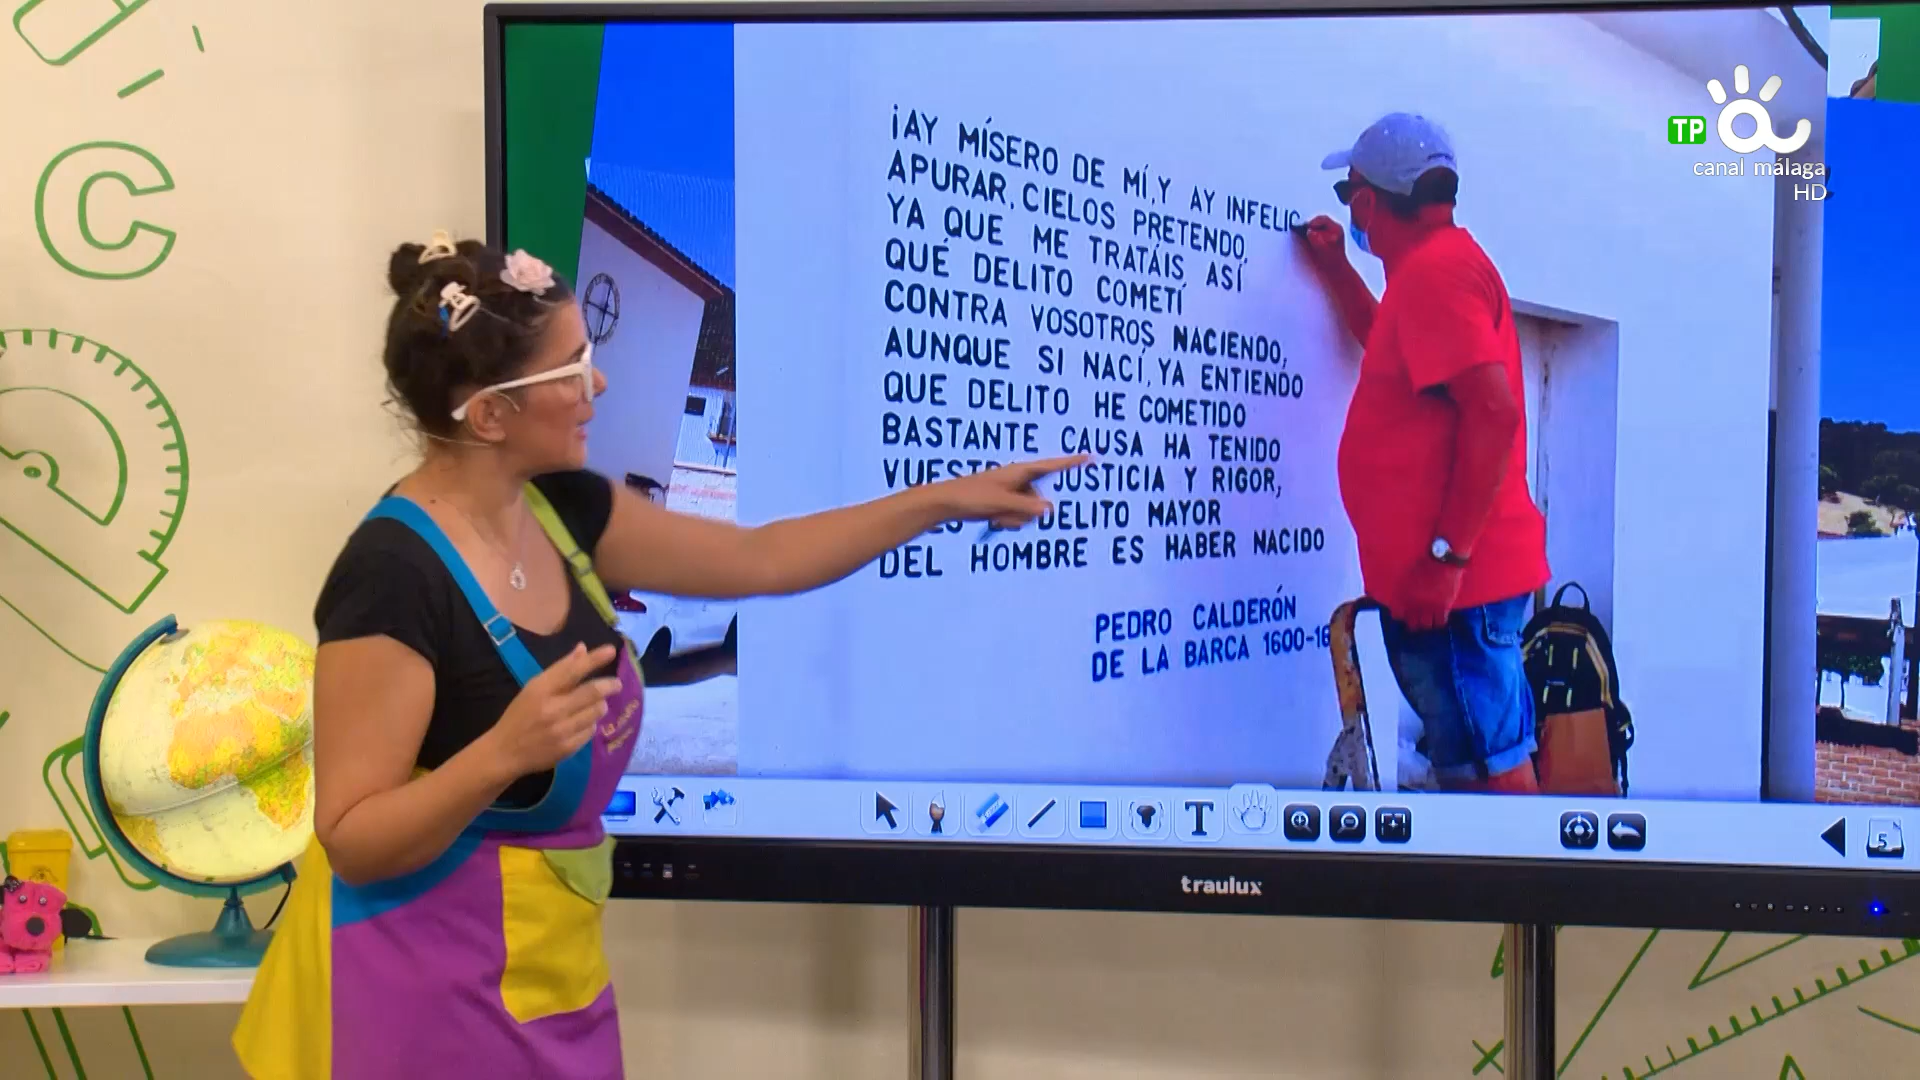 ¡AY MÍSERO DE MÍ, Y AY INFELIC
APURAR, CIELOS PRETENDO,
YA QUE ME TRATÁIS ASÍ
QUÉ DELITO COMETÍ
CONTRA VOSOTROS NACIENDO,
AUNQUE SI NACÍ, YA ENTIENDO
QUE DELITO HE COMETIDO
BASTANTE CAUSA HA TENIDO
JUSTICIA Y RIGOR,
DELITO MAYOR
DEL HOMBRE ES HABER NACIDO
PEDRO CALDERÓN
DE LA BARCA 1600-16
TP
canal málaga
HD
C
T
5
traulux